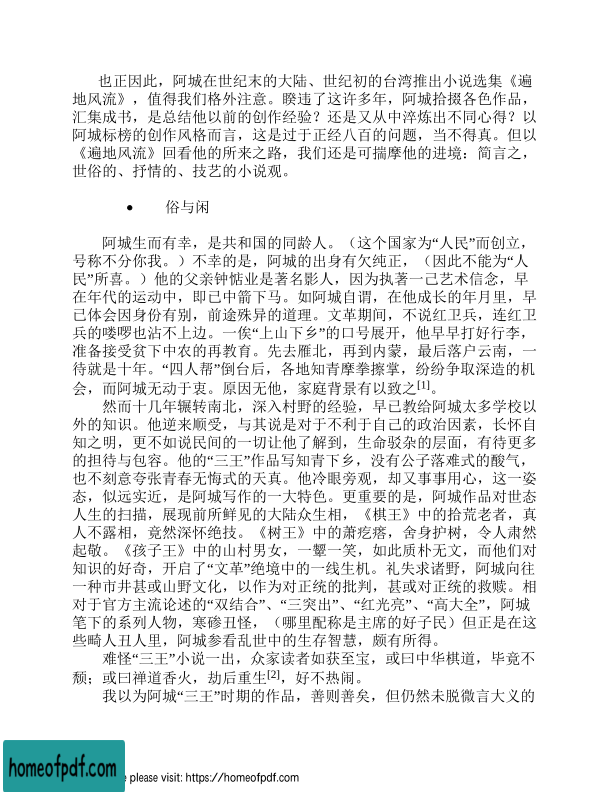 也正因此，阿城在世纪末的大陆、世纪初的台湾推出小说选集《遍
地风流》，值得我们格外注意。暌违了这许多年，阿城拾掇各色作品，
汇集成书，是总结他以前的创作经验？还是又从中淬炼出不同心得？以
阿城标榜的创作风格而言，这是过于正经八百的问题，当不得真。但以
《遍地风流》回看他的所来之路，我们还是可揣摩他的进境：简言之，
世俗的、抒情的、技艺的小说观。
• 俗与闲
阿城生而有幸，是共和国的同龄人。（这个国家为“人民”而创立，
号称不分你我。）不幸的是，阿城的出身有欠纯正，（因此不能为“人
民”所喜。）他的父亲钟惦业是著名影人，因为执著一己艺术信念，早
在年代的运动中，即已中箭下马。如阿城自谓，在他成长的年月里，早
已体会因身份有别，前途殊异的道理。文革期间，不说红卫兵，连红卫
兵的喽啰也沾不上边。一俟“上山下乡”的口号展开，他早早打好行李，
准备接受贫下中农的再教育。先去雁北，再到内蒙，最后落户云南，一
待就是十年。“四人帮”倒台后，各地知青摩拳擦掌，纷纷争取深造的机
会，而阿城无动于衷。原因无他，家庭背景有以致之[1]。
然而十几年辗转南北，深入村野的经验，早已教给阿城太多学校以
外的知识。他逆来顺受，与其说是对于不利于自己的政治因素，长怀自
知之明，更不如说民间的一切让他了解到，生命驳杂的层面，有待更多
的担待与包容。他的“三王”作品写知青下乡，没有公子落难式的酸气，
也不刻意夸张青春无悔式的天真。他冷眼旁观，却又事事用心，这一姿
态，似远实近，是阿城写作的一大特色。更重要的是，阿城作品对世态
人生的扫描，展现前所鲜见的大陆众生相，《棋王》中的拾荒老者，真
人不露相，竟然深怀绝技。《树王》中的萧疙瘩，舍身护树，令人肃然
起敬。《孩子王》中的山村男女，一颦一笑，如此质朴无文，而他们对
知识的好奇，开启了“文革”绝境中的一线生机。礼失求诸野，阿城向往
一种市井甚或山野文化，以作为对正统的批判，甚或对正统的救赎。相
对于官方主流论述的“双结合”、“三突出”、“红光亮”、“高大全”，阿城
笔下的系列人物，寒碜丑怪，（哪里配称是主席的好子民）但正是在这
些畸人丑人里，阿城参看乱世中的生存智慧，颇有所得。
难怪“三王”小说一出，众家读者如获至宝，或曰中华棋道，毕竟不
颓；或曰禅道香火，劫后重生[2]，好不热闹。
我以为阿城“三王”时期的作品，善则善矣，但仍然未脱微言大义的
homeofpdf.com
e please visit: https://homeofpdf.com